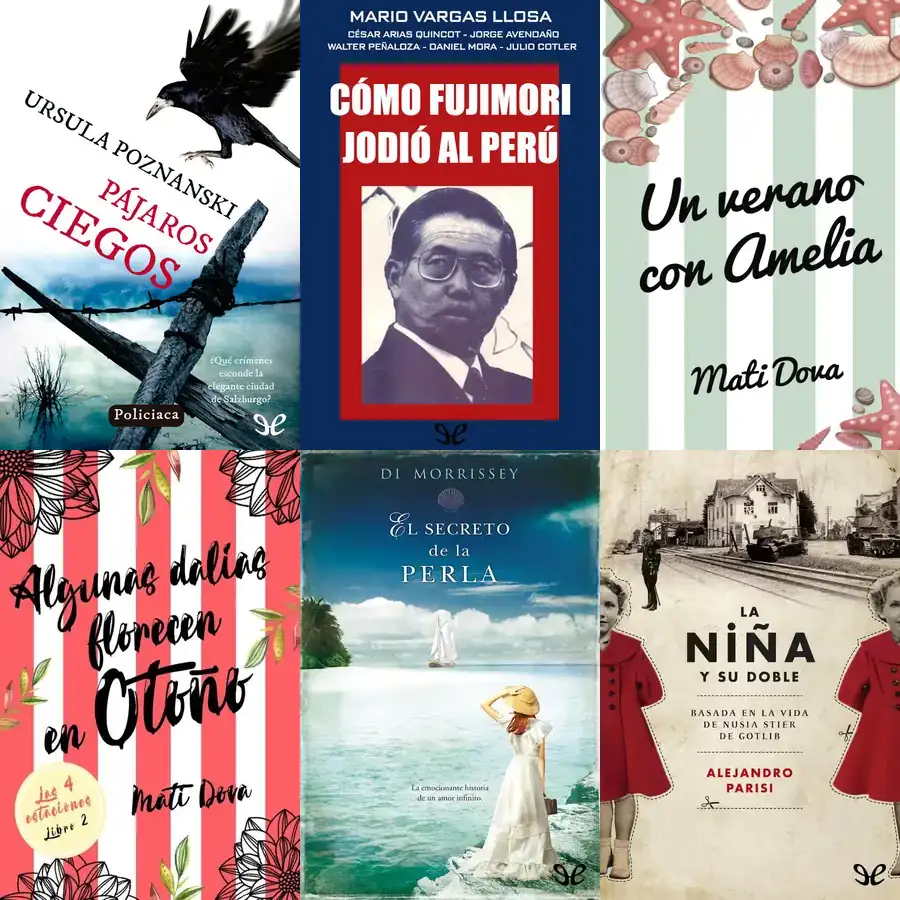 URSULA POZNANSKI
PÁJAROS
CIEGOS
¿Qué crímenes
esconde la
elegante ciudad
de Salzburgo?
Policiaca
MARIO VARGAS LLOSA
CÉSAR ARIAS QUINCOT - JORGE AVENDAÑO
WALTER PEÑALOZA - DANIEL MORA - JULIO COTLER
CÓMO FUJIMORI
JODIÓ AL PERÚ
Un verano
con Amelia
Mati Dova
Algunas dalias
florecen
en Otoño
Las 4
estaciones
Libro 2
Mati Dova
DI MORRISSEY
EL SECRETO
de la
PERLA
La emocionante historia
de un amor infinito.
LA
NIÑA
Y SU DOBLE
BASADA EN LA VIDA
DE NUSIA STIER
DE GOTLIB
ALEJANDRO
PARISI